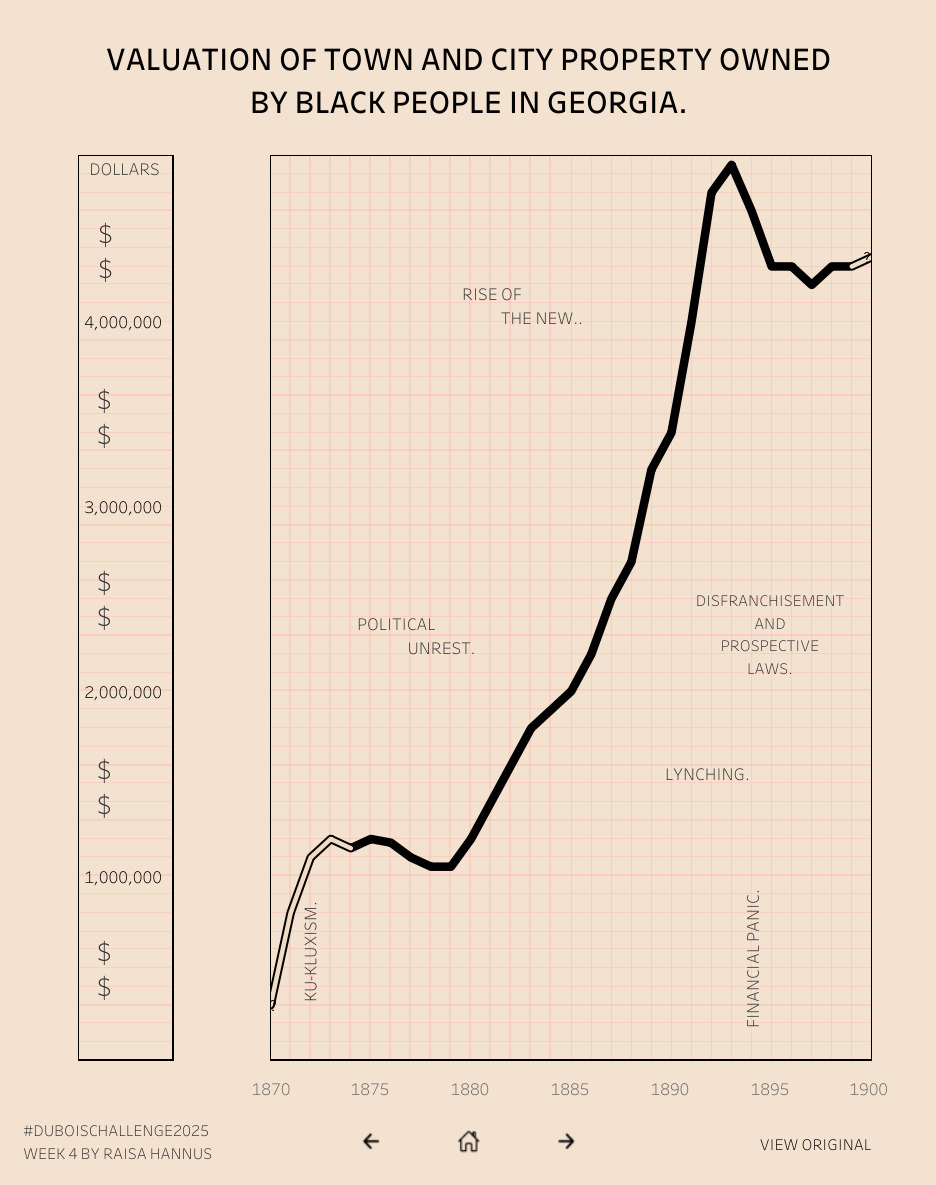 VALUATION OF TOWN AND CITY PROPERTY OWNED
BY BLACK PEOPLE IN GEORGIA.
DOLLARS
$
$
4,000,000
$
$
3,000,000
$
$
2,000,000
$
$
1,000,000
$
$
RISE OF
THE NEW..
POLITICAL
UNREST.
DISFRANCHISEMENT
AND
PROSPECTIVE
LAWS.
LYNCHING.
KU-KLUXISM.
FINANCIAL PANIC.
?
?
1870 1875 1880 1885 1890 1895 1900
#DUBOISCHALLENGE2025
WEEK 4 BY RAISA HANNUS
VIEW ORIGINAL